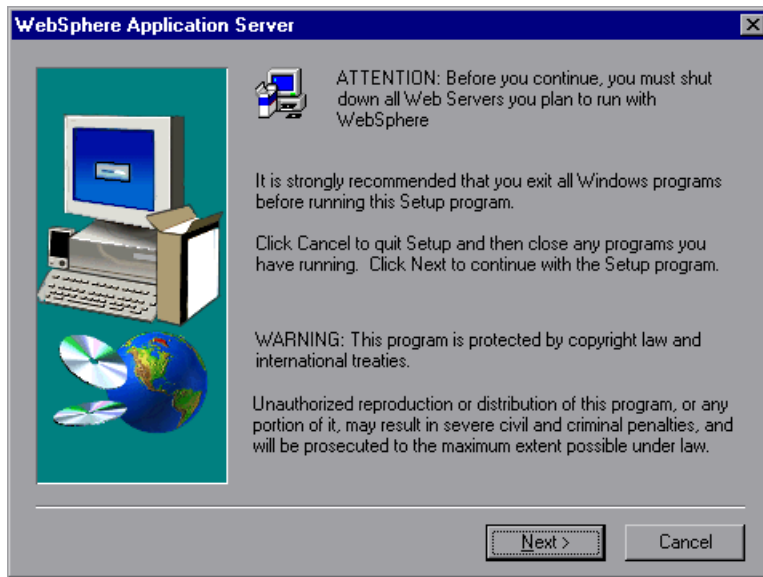 WebSphere Application Server
ATTENTION: Before you continue, you must shut
down all Web Servers you plan to run with
WebSphere
It is strongly recommended that you exit all Windows programs
before running this Setup program.
Click Cancel to quit Setup and then close any programs you
have running.  Click Next to continue with the Setup program.
WARNING: This program is protected by copyright law and
international treaties.
Unauthorized reproduction or distribution of this program, or any
portion of it, may result in severe civil and criminal penalties, and
will be prosecuted to the maximum extent possible under law.
Next >
Cancel